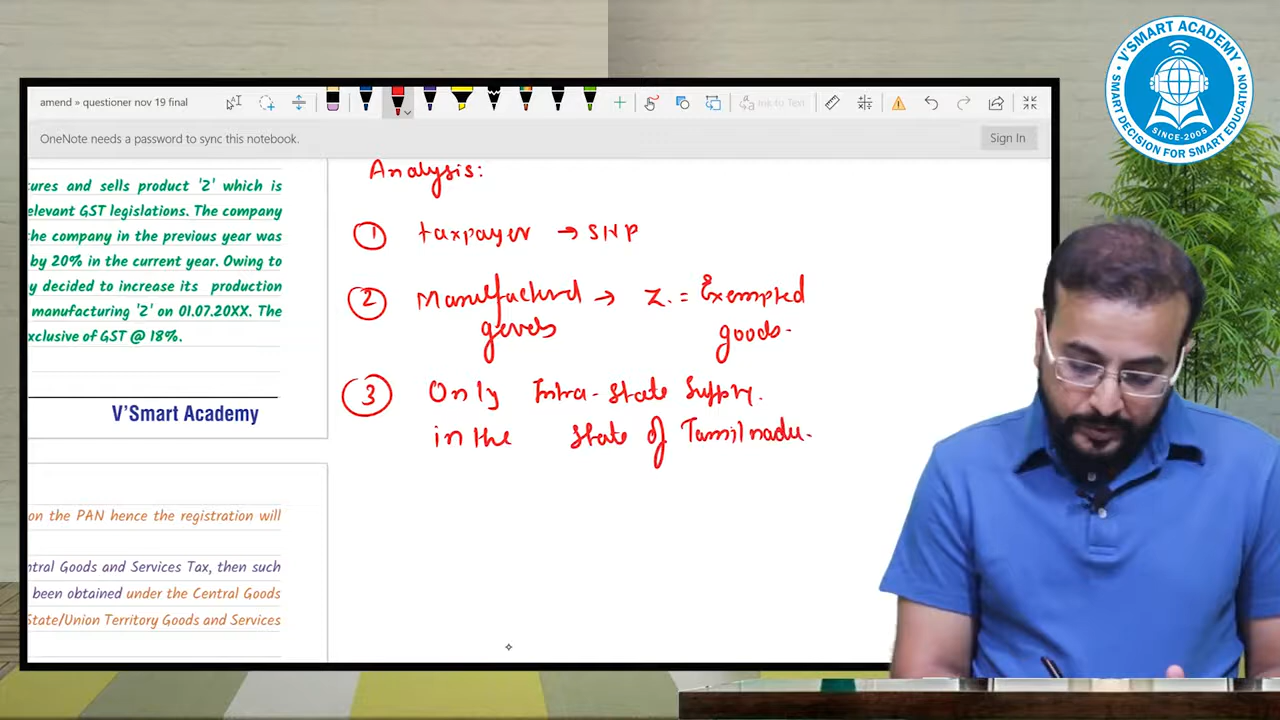 V'SMART ACADEMY
SMART DECISION FOR SMART EDUCATION
SINCE-2005
amend » questioner nov 19 final
Ink to Text
OneNote needs a password to sync this notebook.
Sign In
tures and sells product 'Z' which is
elevant GST legislations. The company
the company in the previous year was
by 20% in the current year. Owing to
y decided to increase its production
manufacturing 'Z' on 01.07.20XX. The
xclusive of GST @ 18%.
V'Smart Academy
on the PAN hence the registration will
ntral Goods and Services Tax, then such
been obtained under the Central Goods
State/Union Territory Goods and Services
Analysis:
1 taxpayer → SNP
2 Manufactured → Z. = Exempted
goods goods.
3 Only Intra-state supply.
in the state of Tamilnadu.